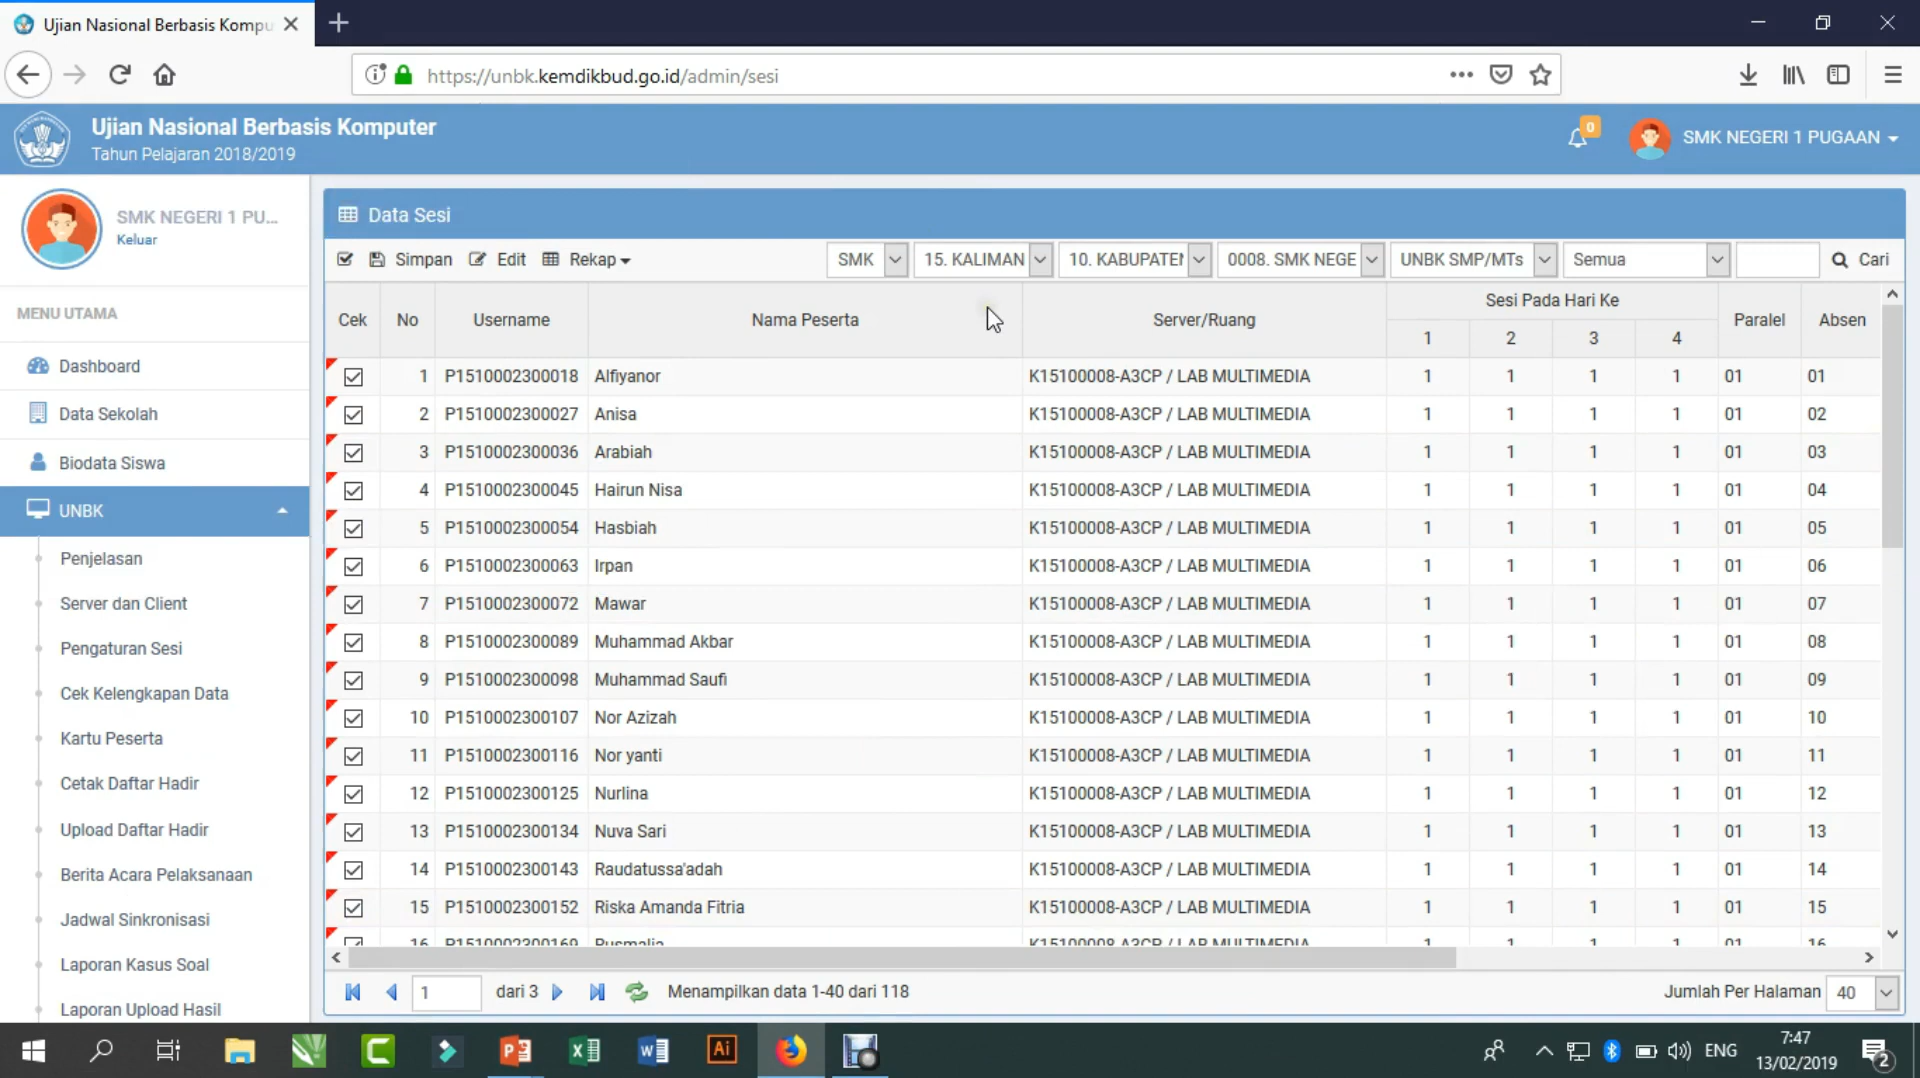 Ujian Nasional Berbasis Kompu
https://unbk.kemdikbud.go.id/admin/sesi
Ujian Nasional Berbasis Komputer
Tahun Pelajaran 2018/2019
0
SMK NEGERI 1 PUGAAN
SMK NEGERI 1 PU...
Keluar
MENU UTAMA
Dashboard
Data Sekolah
Biodata Siswa
UNBK
Penjelasan
Server dan Client
Pengaturan Sesi
Cek Kelengkapan Data
Kartu Peserta
Cetak Daftar Hadir
Upload Daftar Hadir
Berita Acara Pelaksanaan
Jadwal Sinkronisasi
Laporan Kasus Soal
Laporan Upload Hasil
Data Sesi
Simpan Edit Rekap SMK 15. KALIMAN 10. KABUPATEN 0008. SMK NEGE UNBK SMP/MTs Semua Cari
Cek No Username Nama Peserta Server/Ruang Sesi Pada Hari Ke Paralel Absen
1 2 3 4
1 P1510002300018 Alfiyanor K15100008-A3CP / LAB MULTIMEDIA 1 1 1 1 01 01
2 P1510002300027 Anisa K15100008-A3CP / LAB MULTIMEDIA 1 1 1 1 01 02
3 P1510002300036 Arabiah K15100008-A3CP / LAB MULTIMEDIA 1 1 1 1 01 03
4 P1510002300045 Hairun Nisa K15100008-A3CP / LAB MULTIMEDIA 1 1 1 1 01 04
5 P1510002300054 Hasbiah K15100008-A3CP / LAB MULTIMEDIA 1 1 1 1 01 05
6 P1510002300063 Irpan K15100008-A3CP / LAB MULTIMEDIA 1 1 1 1 01 06
7 P1510002300072 Mawar K15100008-A3CP / LAB MULTIMEDIA 1 1 1 1 01 07
8 P1510002300089 Muhammad Akbar K15100008-A3CP / LAB MULTIMEDIA 1 1 1 1 01 08
9 P1510002300098 Muhammad Saufi K15100008-A3CP / LAB MULTIMEDIA 1 1 1 1 01 09
10 P1510002300107 Nor Azizah K15100008-A3CP / LAB MULTIMEDIA 1 1 1 1 01 10
11 P1510002300116 Nor yanti K15100008-A3CP / LAB MULTIMEDIA 1 1 1 1 01 11
12 P1510002300125 Nurlina K15100008-A3CP / LAB MULTIMEDIA 1 1 1 1 01 12
13 P1510002300134 Nuva Sari K15100008-A3CP / LAB MULTIMEDIA 1 1 1 1 01 13
14 P1510002300143 Raudatussa'adah K15100008-A3CP / LAB MULTIMEDIA 1 1 1 1 01 14
15 P1510002300152 Riska Amanda Fitria K15100008-A3CP / LAB MULTIMEDIA 1 1 1 1 01 15
16 P1510002300169 Rusmalia K15100008-A3CP / LAB MULTIMEDIA 1 1 1 1 01 16
1 dari 3 Menampilkan data 1-40 dari 118 Jumlah Per Halaman 40
Ai ENG 7:47
13/02/2019 2